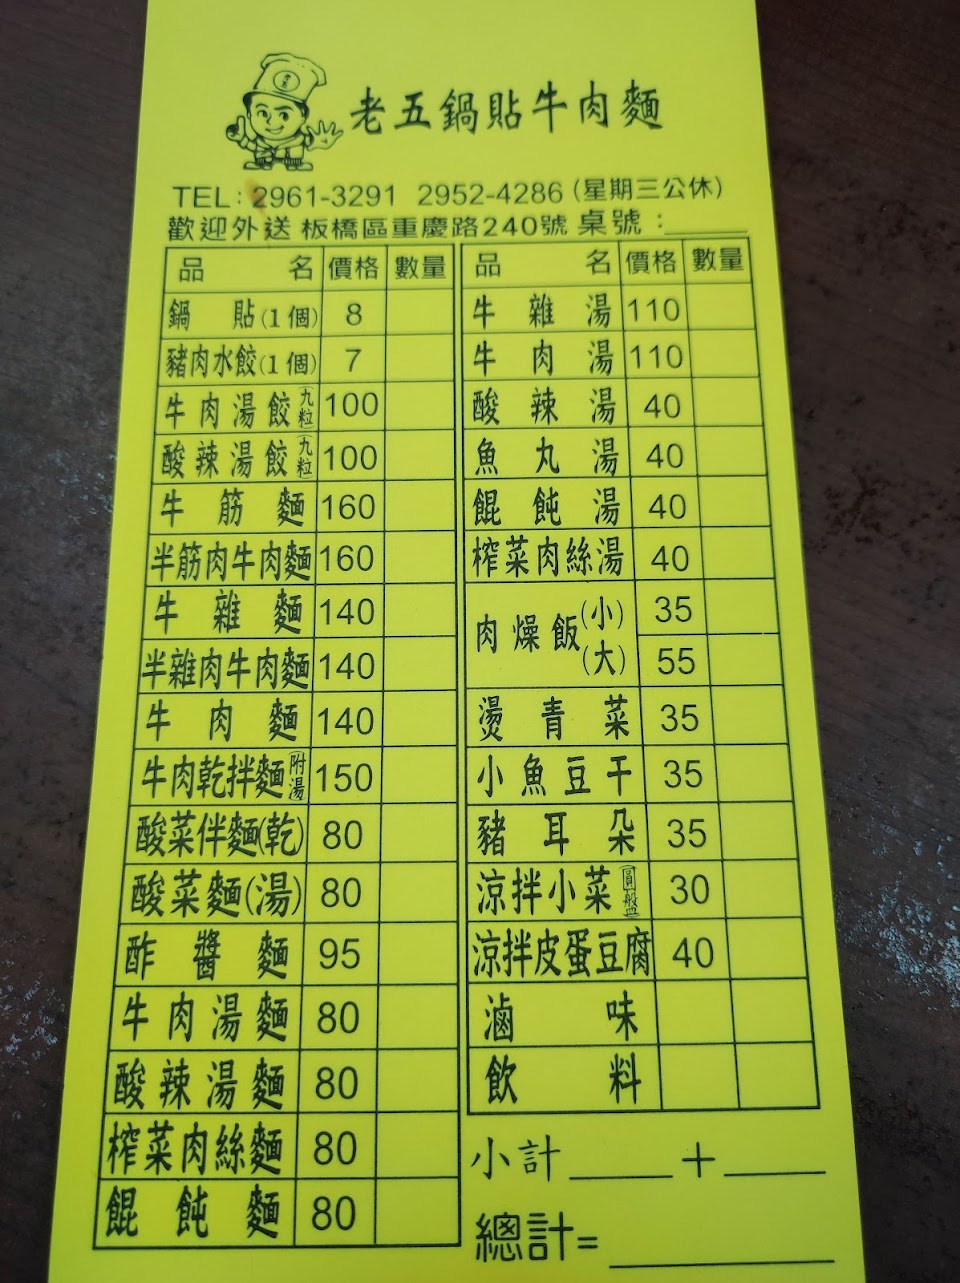 老五鍋貼牛肉麵
TEL: 2961-3291 2952-4286 (星期三公休)
歡迎外送 板橋區重慶路240號 桌號：
品名 價格 數量
鍋貼(1個) 8
豬肉水餃(1個) 7
牛肉湯餃(九粒) 100
酸辣湯餃(九粒) 100
牛筋麵 160
半筋肉牛肉麵 160
牛雜麵 140
半雜肉牛肉麵 140
牛肉麵 140
牛肉乾拌麵(附湯) 150
酸菜伴麵(乾) 80
酸菜麵(湯) 80
酢醬麵 95
牛肉湯麵 80
酸辣湯麵 80
榨菜肉絲麵 80
餛飩麵 80
品名 價格 數量
牛雜湯 110
牛肉湯 110
酸辣湯 40
魚丸湯 40
餛飩湯 40
榨菜肉絲湯 40
肉燥飯(小) 35
(大) 55
燙青菜 35
小魚豆干 35
豬耳朵 35
涼拌小菜 30
涼拌皮蛋豆腐 40
滷味
飲料
小計 +
總計=